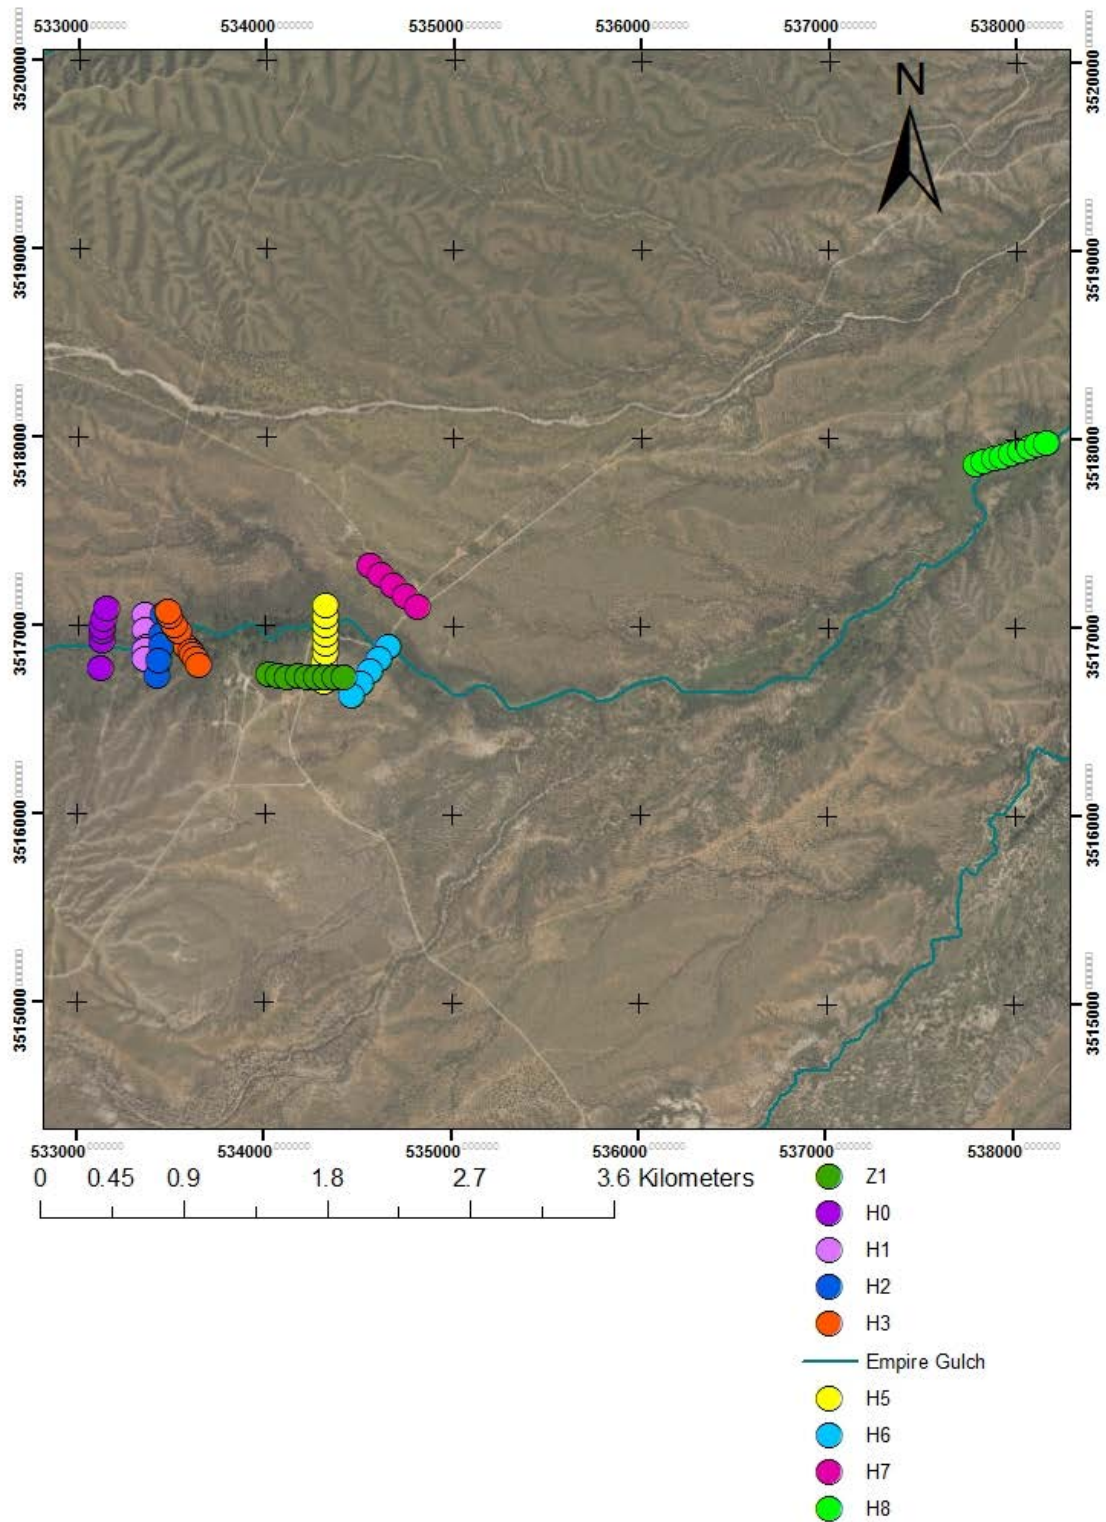 533000 534000 535000 536000 537000 538000
N
3520000 3520000
3519000 3519000
3518000 3518000
3517000 3517000
3516000 3516000
3515000 3515000
533000 534000 535000 536000 537000 538000
0 0.45 0.9 1.8 2.7 3.6 Kilometers
Z1
H0
H1
H2
H3
Empire Gulch
H5
H6
H7
H8